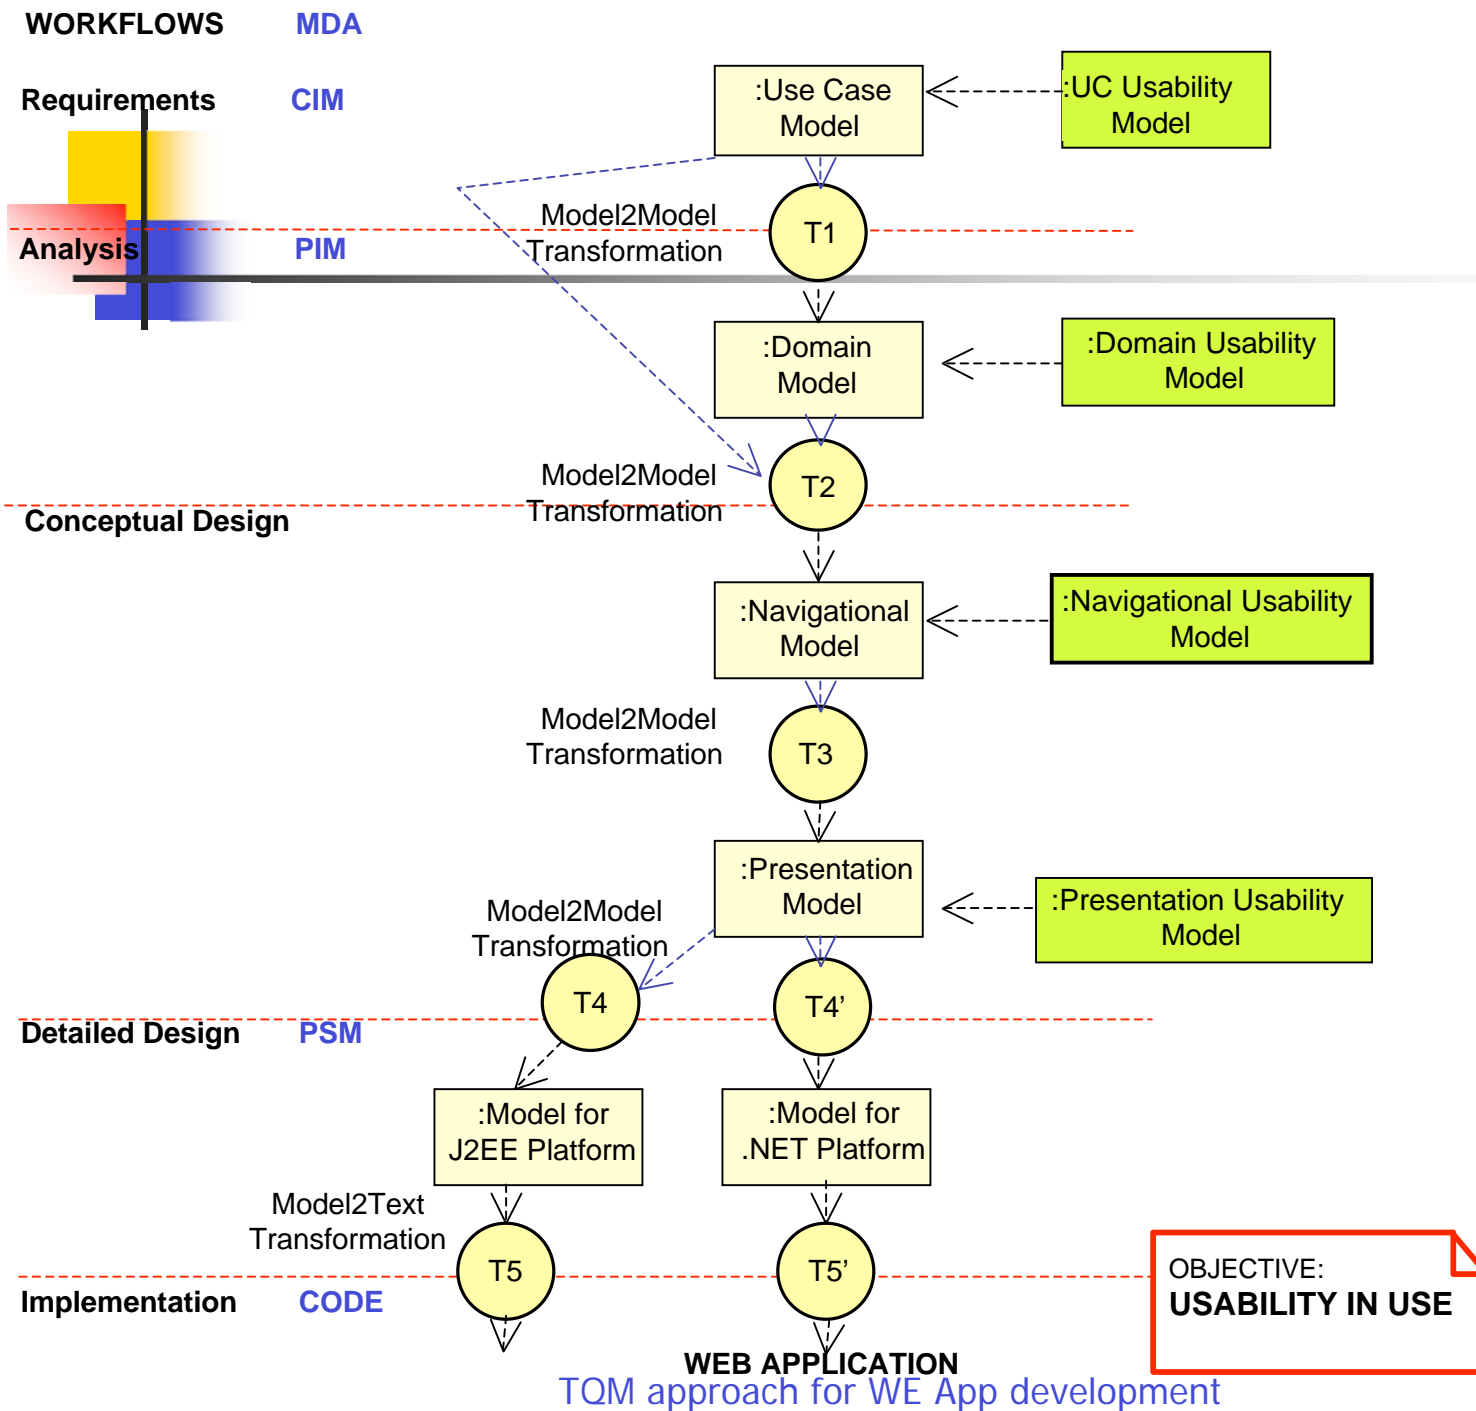 WORKFLOWS MDA
Requirements CIM
:Use Case
Model
:UC Usability
Model
Model2Model
Transformation
T1
Analysis PIM
:Domain
Model
:Domain Usability
Model
Model2Model
Transformation
T2
Conceptual Design
:Navigational
Model
:Navigational Usability
Model
Model2Model
Transformation
T3
:Presentation
Model
:Presentation Usability
Model
Model2Model
Transformation
T4
T4’
Detailed Design PSM
:Model for
J2EE Platform
:Model for
.NET Platform
Model2Text
Transformation
T5
T5’
Implementation CODE
OBJECTIVE:
USABILITY IN USE
WEB APPLICATION
TQM approach for WE App development